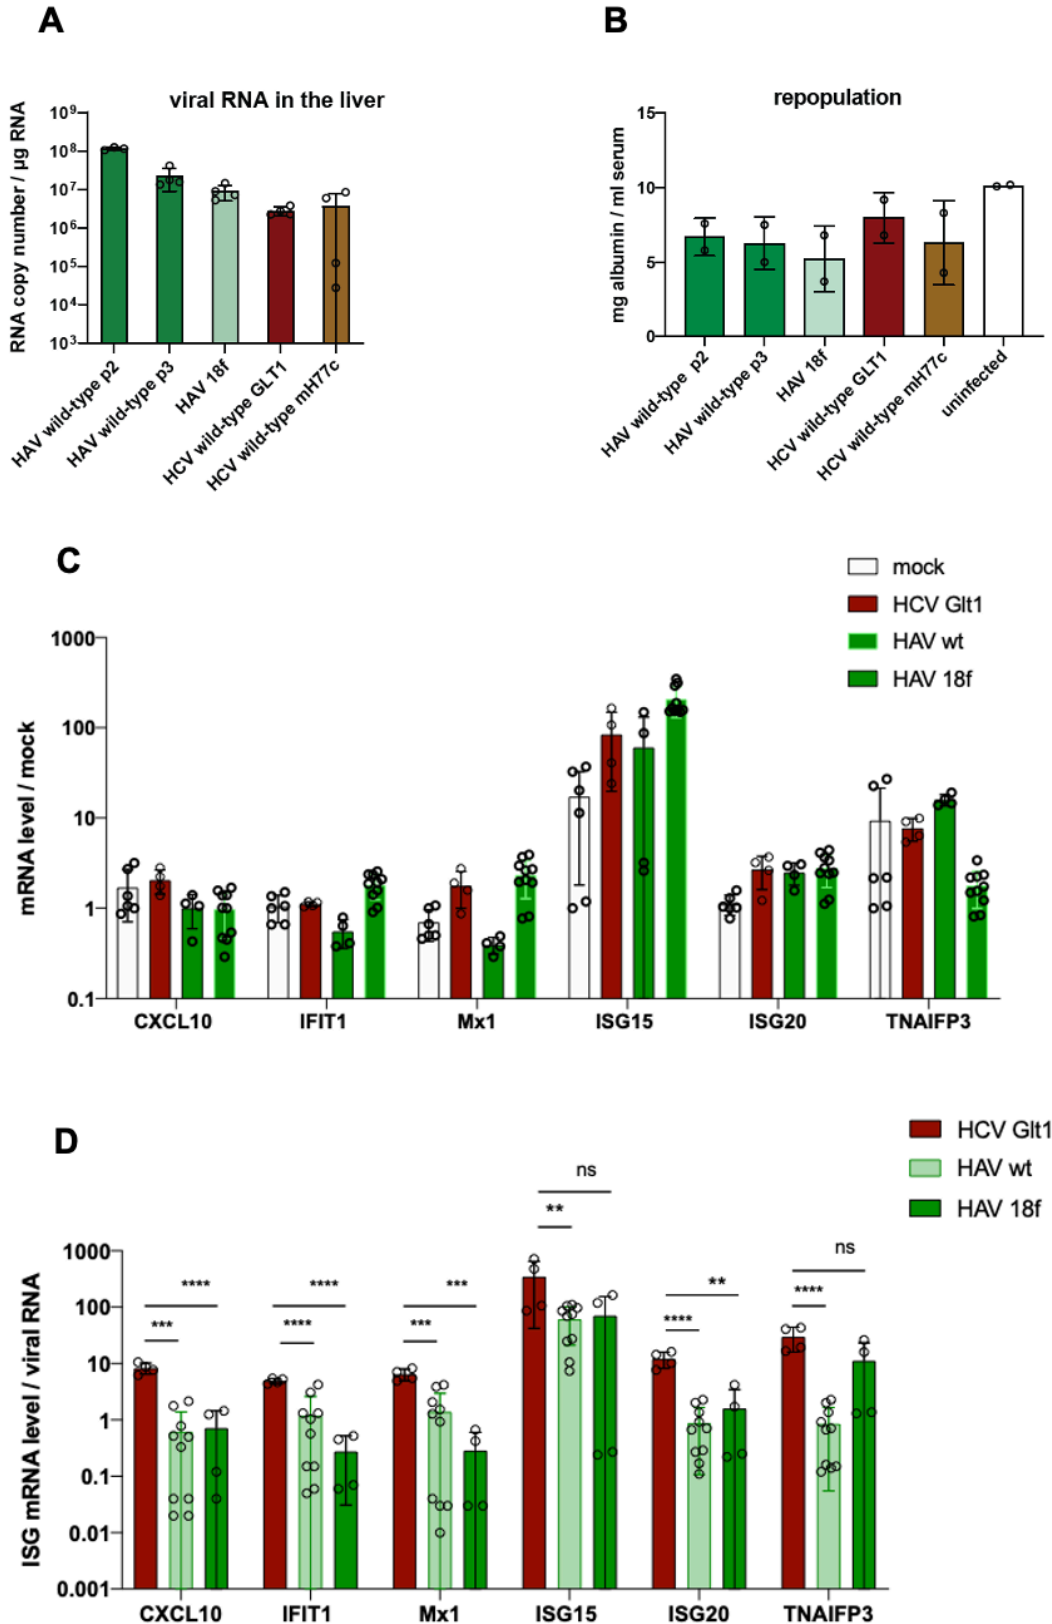 A
viral RNA in the liver
RNA copy number / µg RNA
10⁹
10⁸
10⁷
10⁶
10⁵
10⁴
10³
HAV wild-type p2
HAV wild-type p3
HAV 18f
HCV wild-type GLT1
HCV wild-type mH77c
B
repopulation
mg albumin / ml serum
15
10
5
0
HAV wild-type p2
HAV wild-type p3
HAV 18f
HCV wild-type GLT1
HCV wild-type mH77c
uninfected
C
mock
HCV Glt1
HAV wt
HAV 18f
mRNA level / mock
1000
100
10
1
0.1
CXCL10
IFIT1
Mx1
ISG15
ISG20
TNAIFP3
D
HCV Glt1
HAV wt
HAV 18f
ISG mRNA level / viral RNA
1000
100
10
1
0.1
0.01
0.001
****
***
****
****
***
***
ns
**
**
****
ns
****
CXCL10
IFIT1
Mx1
ISG15
ISG20
TNAIFP3